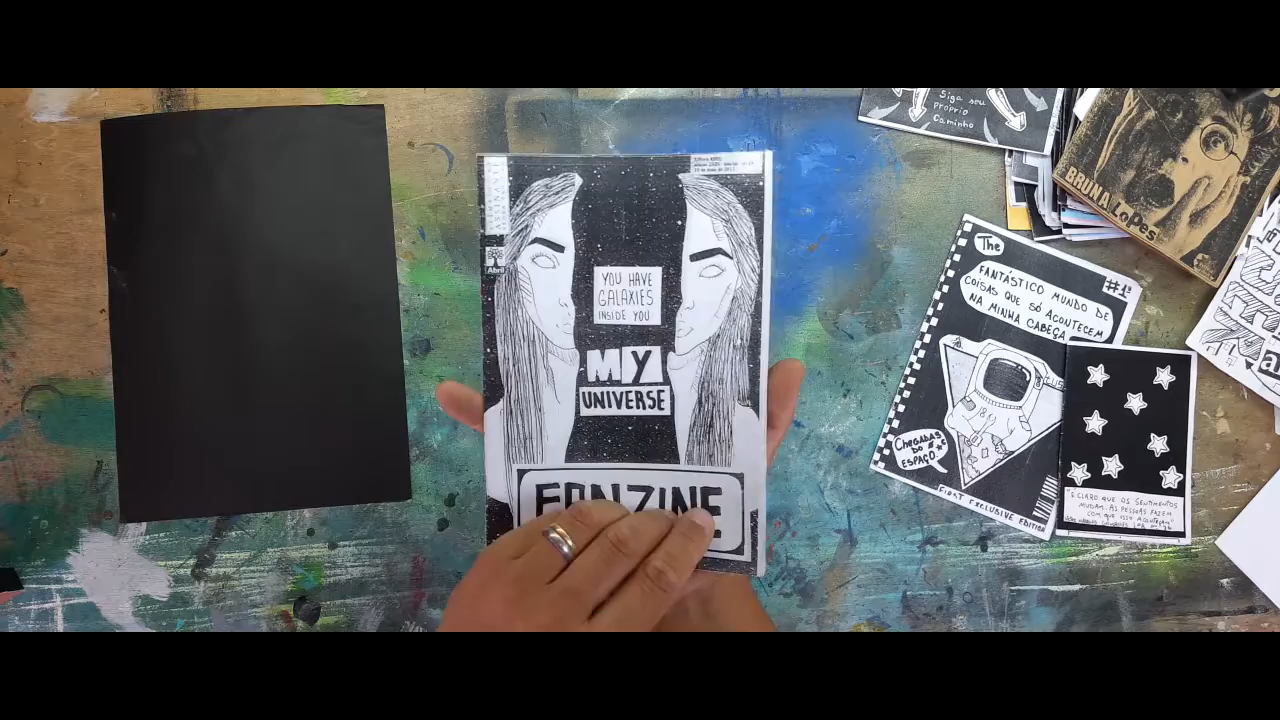 ASSINANTE
Abril
YOU HAVE
GALAXIES
INSIDE YOU
MY
UNIVERSE
FANZINE
Siga seu
próprio
Caminho
BRUNA LOPES
The
FANTÁSTICO MUNDO DE
COISAS QUE SÓ ACONTECEM
NA MINHA CABEÇA
#1
Chegadas
do
ESPAÇO
FIRST EXCLUSIVE EDITION
"É CLARO QUE OS SENTIMENTOS
MUDAM. AS PESSOAS FAZEM
COM QUE ISSO ACONTEÇA"